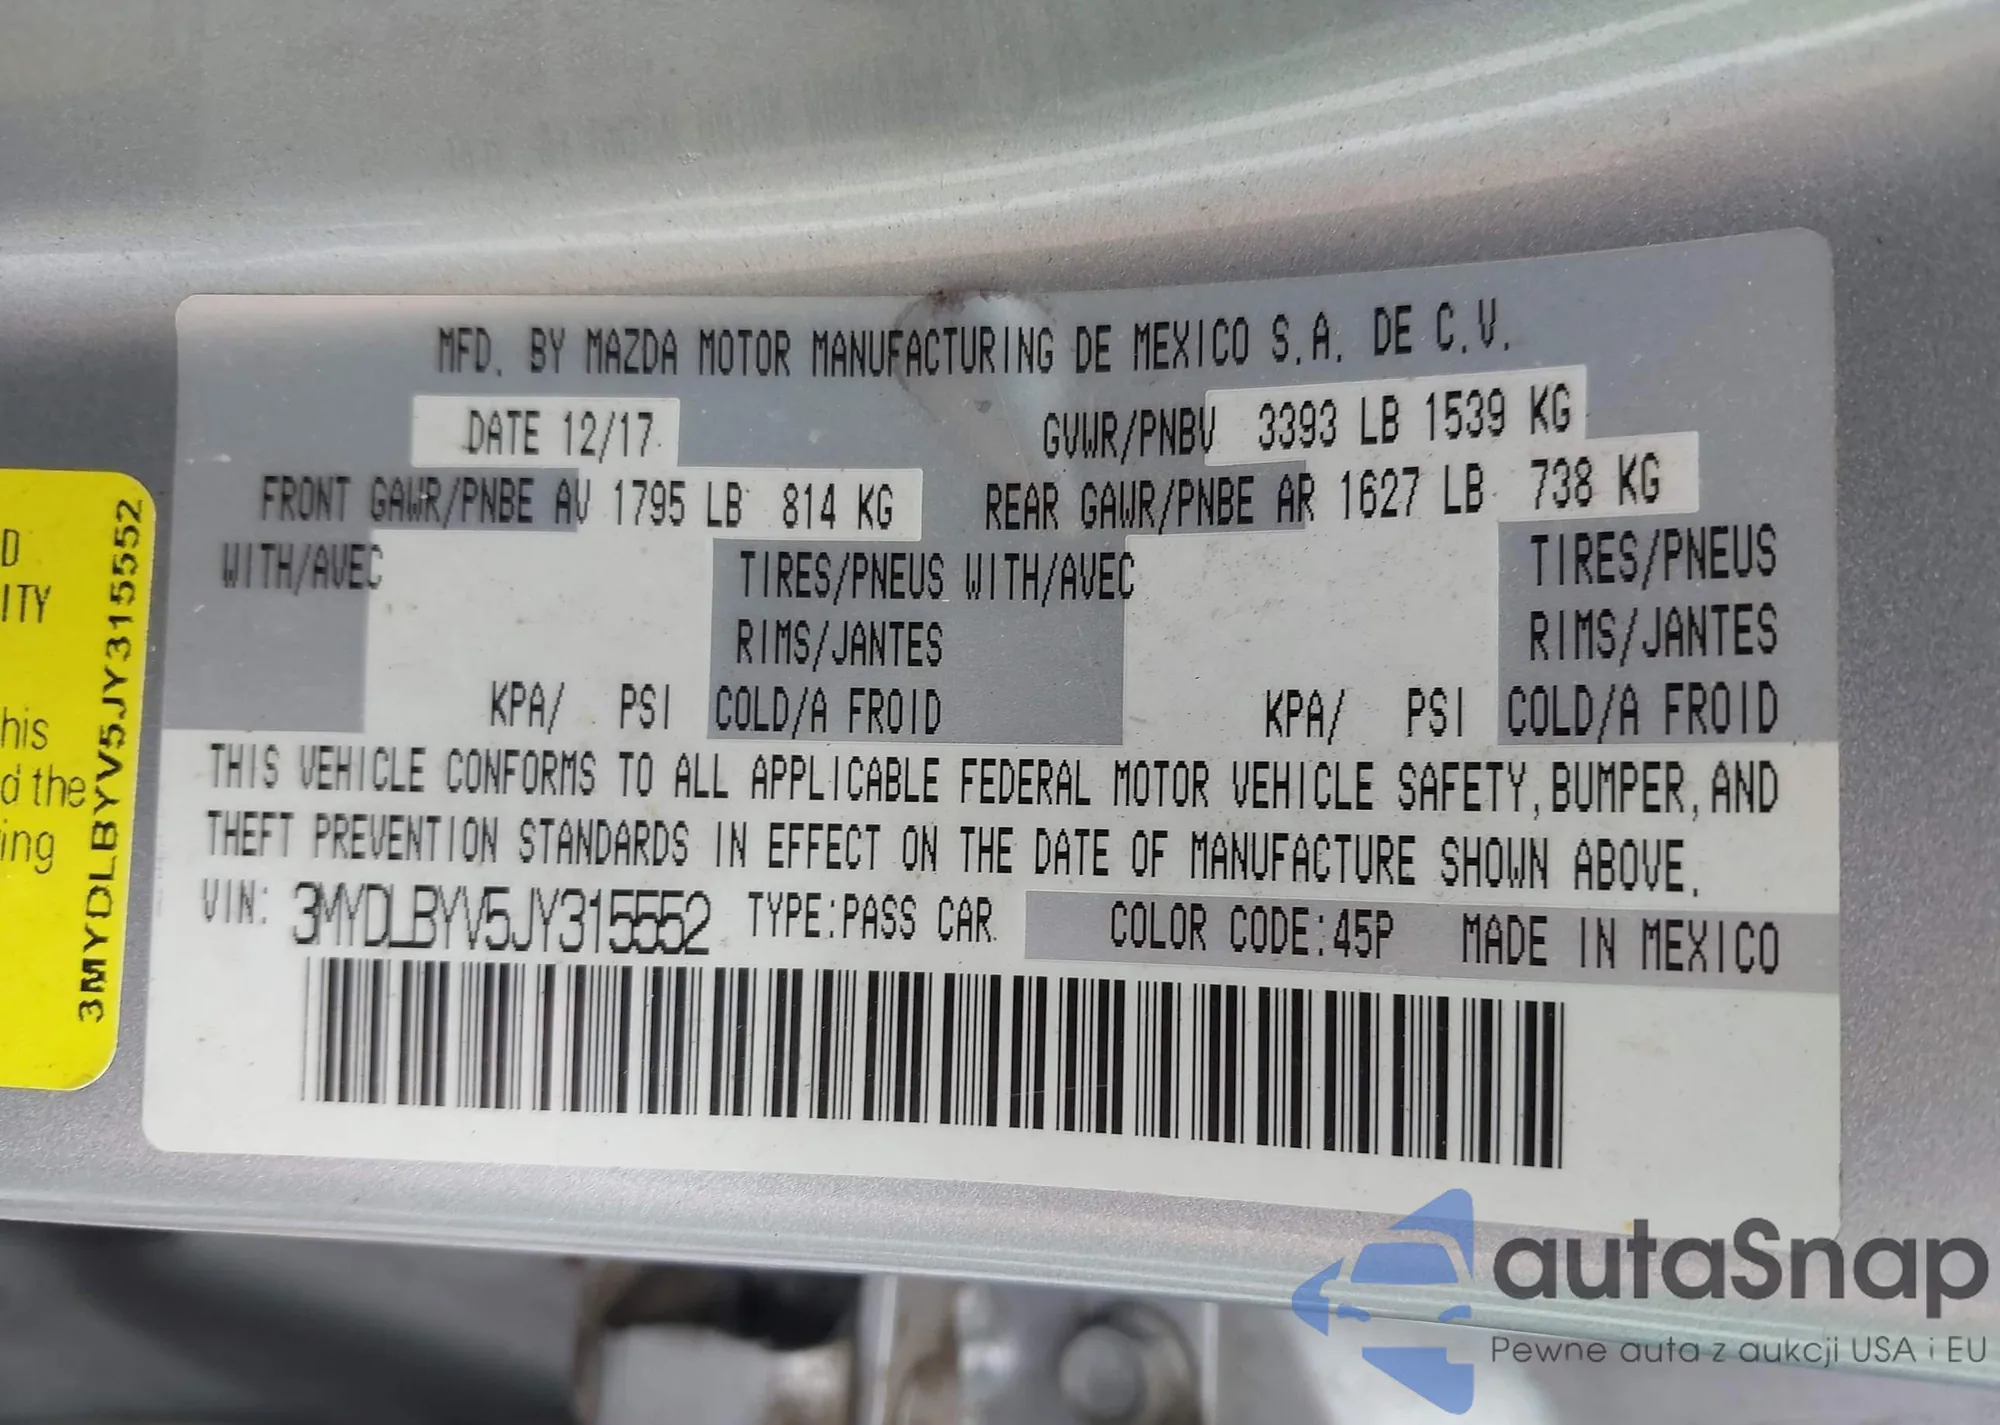 MFD. BY MAZDA MOTOR MANUFACTURING DE MEXICO S.A. DE C.V.
DATE 12/17 GVWR/PNBV 3393 LB 1539 KG
FRONT GAWR/PNBE AV 1795 LB 814 KG REAR GAWR/PNBE AR 1627 LB 738 KG
WITH/AVEC TIRES/PNEUS WITH/AVEC TIRES/PNEUS
RIMS/JANTES RIMS/JANTES
KPA/ PSI COLD/A FROID KPA/ PSI COLD/A FROID
THIS VEHICLE CONFORMS TO ALL APPLICABLE FEDERAL MOTOR VEHICLE SAFETY, BUMPER, AND
THEFT PREVENTION STANDARDS IN EFFECT ON THE DATE OF MANUFACTURE SHOWN ABOVE.
VIN: 3MYDLBYV5JY315552 TYPE:PASS CAR COLOR CODE:45P MADE IN MEXICO
D
ITY
his
d the
ing
3MYDLBYV5JY315552
autaSnap
Pewne auta z aukcji USA i EU